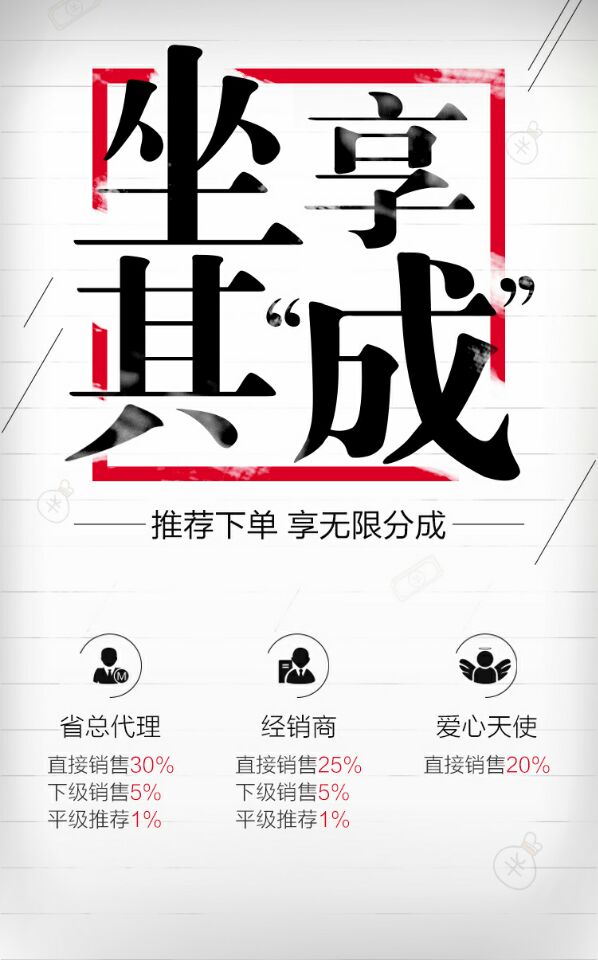 坐享
其“成”
推荐下单 享无限分成
M
省总代理 经销商 爱心天使
直接销售30% 直接销售25% 直接销售20%
下级销售5% 下级销售5%
平级推荐1% 平级推荐1%